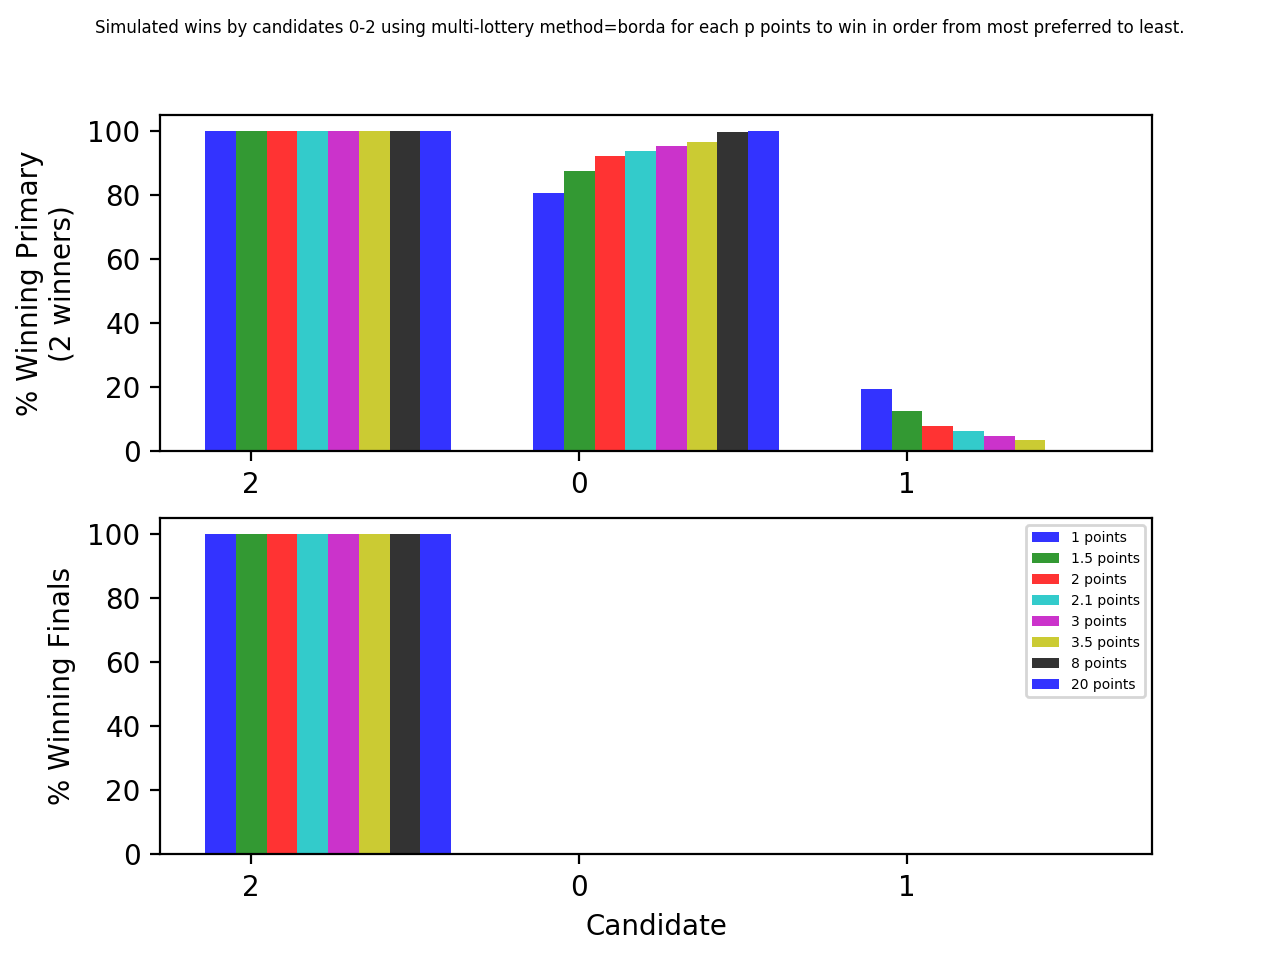 Simulated wins by candidates 0-2 using multi-lottery method=borda for each p points to win in order from most preferred to least.
% Winning Primary
(2 winners)
100
80
60
40
20
0
2
0
1
% Winning Finals
100
80
60
40
20
0
1 points
1.5 points
2 points
2.1 points
3 points
3.5 points
8 points
20 points
2
0
1
Candidate